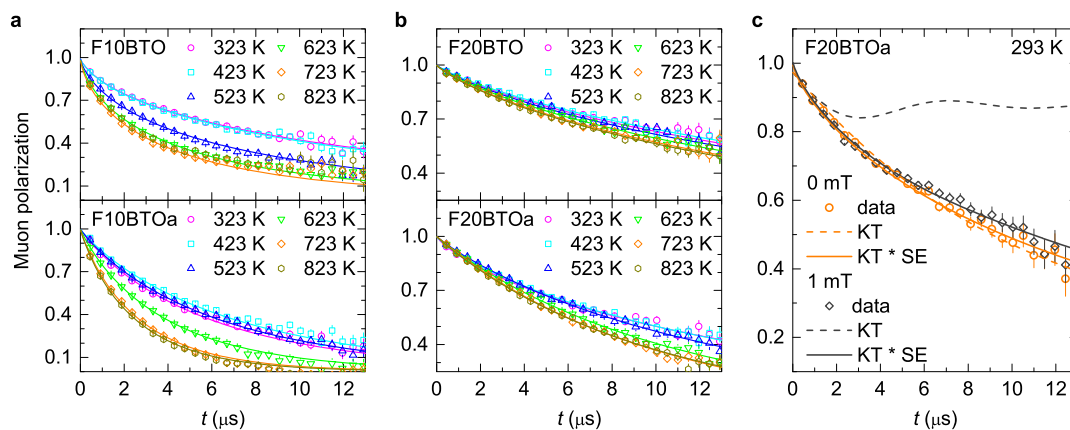 a
F10BTO
323 K
623 K
423 K
723 K
523 K
823 K
1.0
0.7
0.4
0.1
F10BTOa
323 K
623 K
423 K
723 K
523 K
823 K
1.0
0.7
0.4
0.1
0 2 4 6 8 10 12
t (μs)
Muon polarization
b
F20BTO
323 K
623 K
423 K
723 K
523 K
823 K
1.0
0.7
0.4
F20BTOa
323 K
623 K
423 K
723 K
523 K
823 K
1.0
0.7
0.4
0 2 4 6 8 10 12
t (μs)
c
F20BTOa
293 K
1.0
0.8
0.6
0.4
0.2
0 mT
data
KT
KT * SE
1 mT
data
KT
KT * SE
0 2 4 6 8 10 12
t (μs)